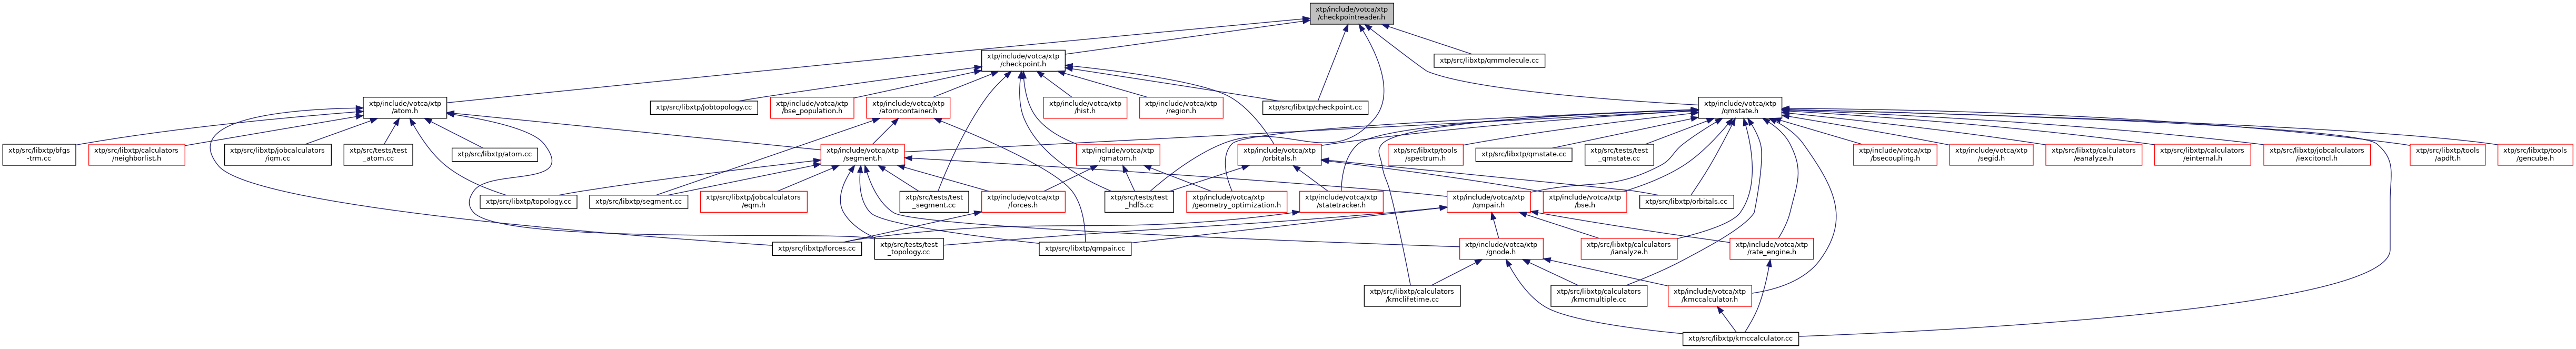 xtp/include/votca/xtp
/checkpointreader.h
xtp/include/votca/xtp
/checkpoint.h
xtp/src/libxtp/qmmolecule.cc
xtp/include/votca/xtp
/atom.h
xtp/src/libxtp/jobtopology.cc
xtp/include/votca/xtp
/bse_population.h
xtp/include/votca/xtp
/atomcontainer.h
xtp/include/votca/xtp
/hist.h
xtp/include/votca/xtp
/region.h
xtp/src/libxtp/checkpoint.cc
xtp/include/votca/xtp
/qmstate.h
xtp/src/libxtp/bfgs
-trm.cc
xtp/src/libxtp/calculators
/neighborlist.h
xtp/src/libxtp/jobcalculators
/iqm.cc
xtp/src/tests/test
_atom.cc
xtp/src/libxtp/atom.cc
xtp/include/votca/xtp
/segment.h
xtp/include/votca/xtp
/qmatom.h
xtp/include/votca/xtp
/orbitals.h
xtp/src/libxtp/tools
/spectrum.h
xtp/src/libxtp/qmstate.cc
xtp/src/tests/test
_qmstate.cc
xtp/include/votca/xtp
/bsecoupling.h
xtp/include/votca/xtp
/segid.h
xtp/src/libxtp/calculators
/eanalyze.h
xtp/src/libxtp/calculators
/einternal.h
xtp/src/libxtp/jobcalculators
/iexcitoncl.h
xtp/src/libxtp/tools
/apdft.h
xtp/src/libxtp/tools
/gencube.h
xtp/src/libxtp/topology.cc
xtp/src/libxtp/segment.cc
xtp/src/libxtp/jobcalculators
/eqm.h
xtp/src/tests/test
_segment.cc
xtp/include/votca/xtp
/forces.h
xtp/src/tests/test
_hdf5.cc
xtp/include/votca/xtp
/geometry_optimization.h
xtp/include/votca/xtp
/statetracker.h
xtp/include/votca/xtp
/qmpair.h
xtp/include/votca/xtp
/bse.h
xtp/src/libxtp/orbitals.cc
xtp/src/libxtp/forces.cc
xtp/src/tests/test
_topology.cc
xtp/src/libxtp/qmpair.cc
xtp/include/votca/xtp
/gnode.h
xtp/src/libxtp/calculators
/ianalyze.h
xtp/include/votca/xtp
/rate_engine.h
xtp/src/libxtp/calculators
/kmclifetime.cc
xtp/src/libxtp/calculators
/kmcmultiple.cc
xtp/include/votca/xtp
/kmccalculator.h
xtp/src/libxtp/kmccalculator.cc